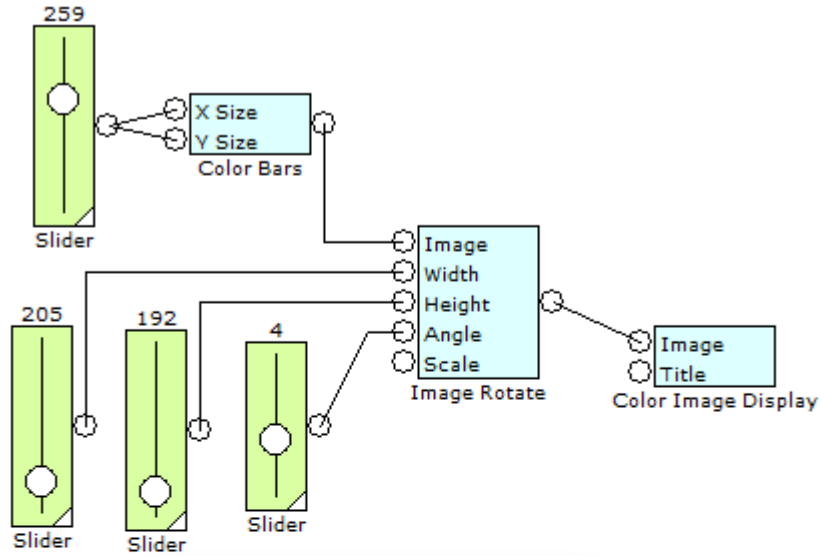 259
X Size
Y Size
Color Bars
Slider
Image
Width
Height
Angle
Scale
Image Rotate
205
192
4
Image
Title
Color Image Display
Slider
Slider
Slider